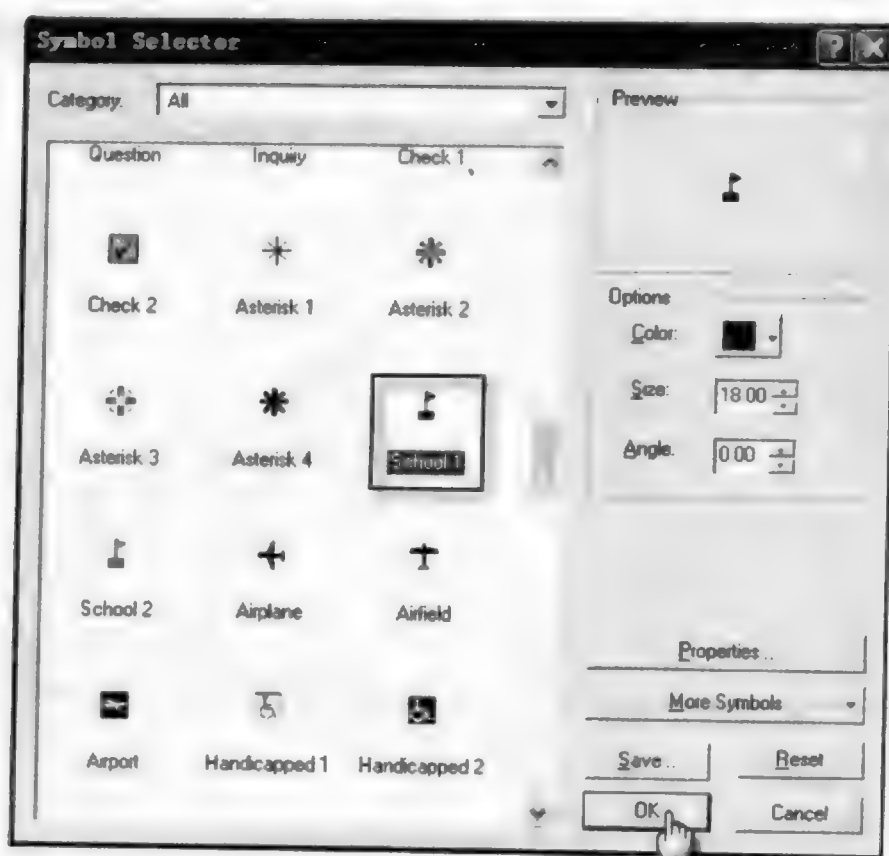 Symbol Selector
Category: All
Preview
Question Inquiry Check 1
Check 2 Asterisk 1 Asterisk 2
Options
Color:
Size: 18.00
Asterisk 3 Asterisk 4 School 1
Angle: 0.00
School 2 Airplane Airfield
Properties..
More Symbols
Airport Handicapped 1 Handicapped 2
Save.. Reset
OK Cancel